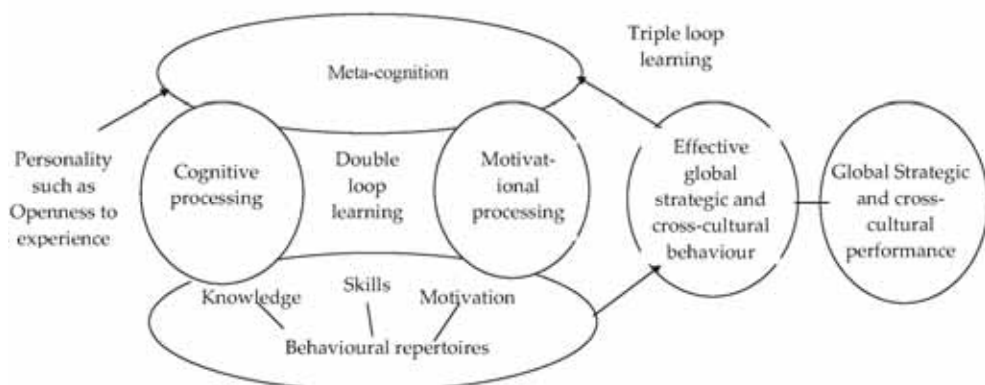 Triple loop
learning
Meta-cognition
Personality
such as
Openness to
experience
Cognitive
processing
Double
loop
learning
Motivat-
ional
processing
Effective
global
strategic and
cross-cultural
behaviour
Global Strategic
and cross-
cultural
performance
Knowledge
Skills
Motivation
Behavioural repertoires